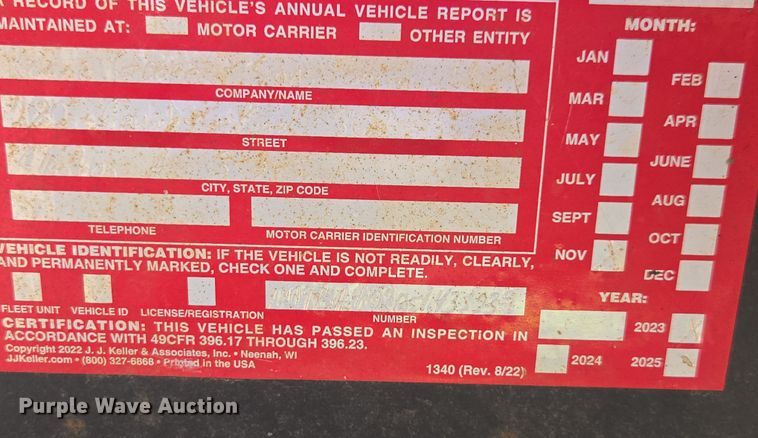 A RECORD OF THIS VEHICLE'S ANNUAL VEHICLE REPORT IS
MAINTAINED AT: MOTOR CARRIER OTHER ENTITY
COMPANY/NAME
STREET
CITY, STATE, ZIP CODE
TELEPHONE
MOTOR CARRIER IDENTIFICATION NUMBER
VEHICLE IDENTIFICATION: IF THE VEHICLE IS NOT READILY, CLEARLY,
AND PERMANENTLY MARKED, CHECK ONE AND COMPLETE.
FLEET UNIT VEHICLE ID LICENSE/REGISTRATION NUMBER
CERTIFICATION: THIS VEHICLE HAS PASSED AN INSPECTION IN
ACCORDANCE WITH 49CFR 396.17 THROUGH 396.23.
Copyright 2022 J. J. Keller & Associates, Inc. • Neenah, WI
JJKeller.com • (800) 327-6868 • Printed in the USA
1340 (Rev. 8/22)
MONTH:
JAN FEB
MAR APR
MAY JUNE
JULY AUG
SEPT OCT
NOV DEC
YEAR:
2023
2024 2025
Purple Wave Auction